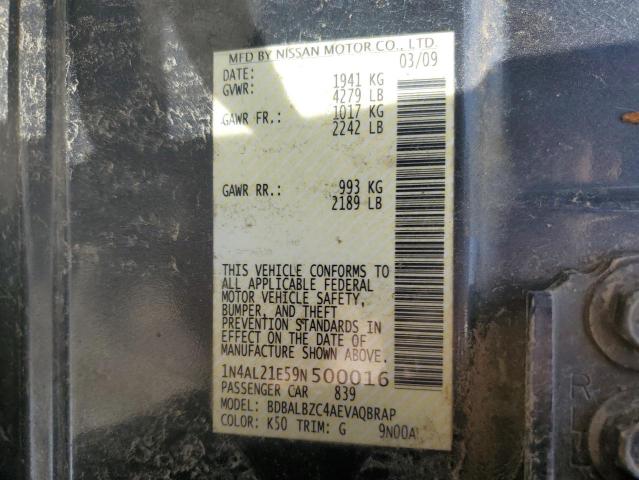 MFD BY NISSAN MOTOR CO., LTD.
DATE: 03/09
GVWR: 1941 KG
4279 LB
GAWR FR.: 1017 KG
2242 LB
GAWR RR.: 993 KG
2189 LB
THIS VEHICLE CONFORMS TO
ALL APPLICABLE FEDERAL
MOTOR VEHICLE SAFETY,
BUMPER, AND THEFT
PREVENTION STANDARDS IN
EFFECT ON THE DATE OF
MANUFACTURE SHOWN ABOVE.
1N4AL21E59N500016
PASSENGER CAR 839
MODEL: BDBALBZC4AEVAQBRAP
COLOR: K50 TRIM: G 9N00A
R